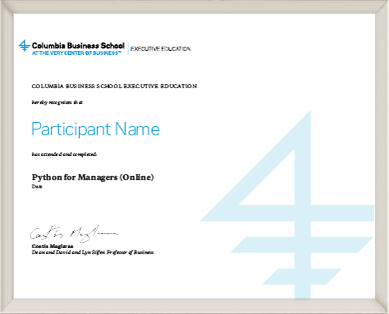 Columbia Business School
AT THE VERY CENTER OF BUSINESS™
EXECUTIVE EDUCATION
COLUMBIA BUSINESS SCHOOL EXECUTIVE EDUCATION
hereby recognizes that
Participant Name
has attended and completed:
Python for Managers (Online)
Date
Costis Maglaras
Dean and David and Lyn Silfen Professor of Business